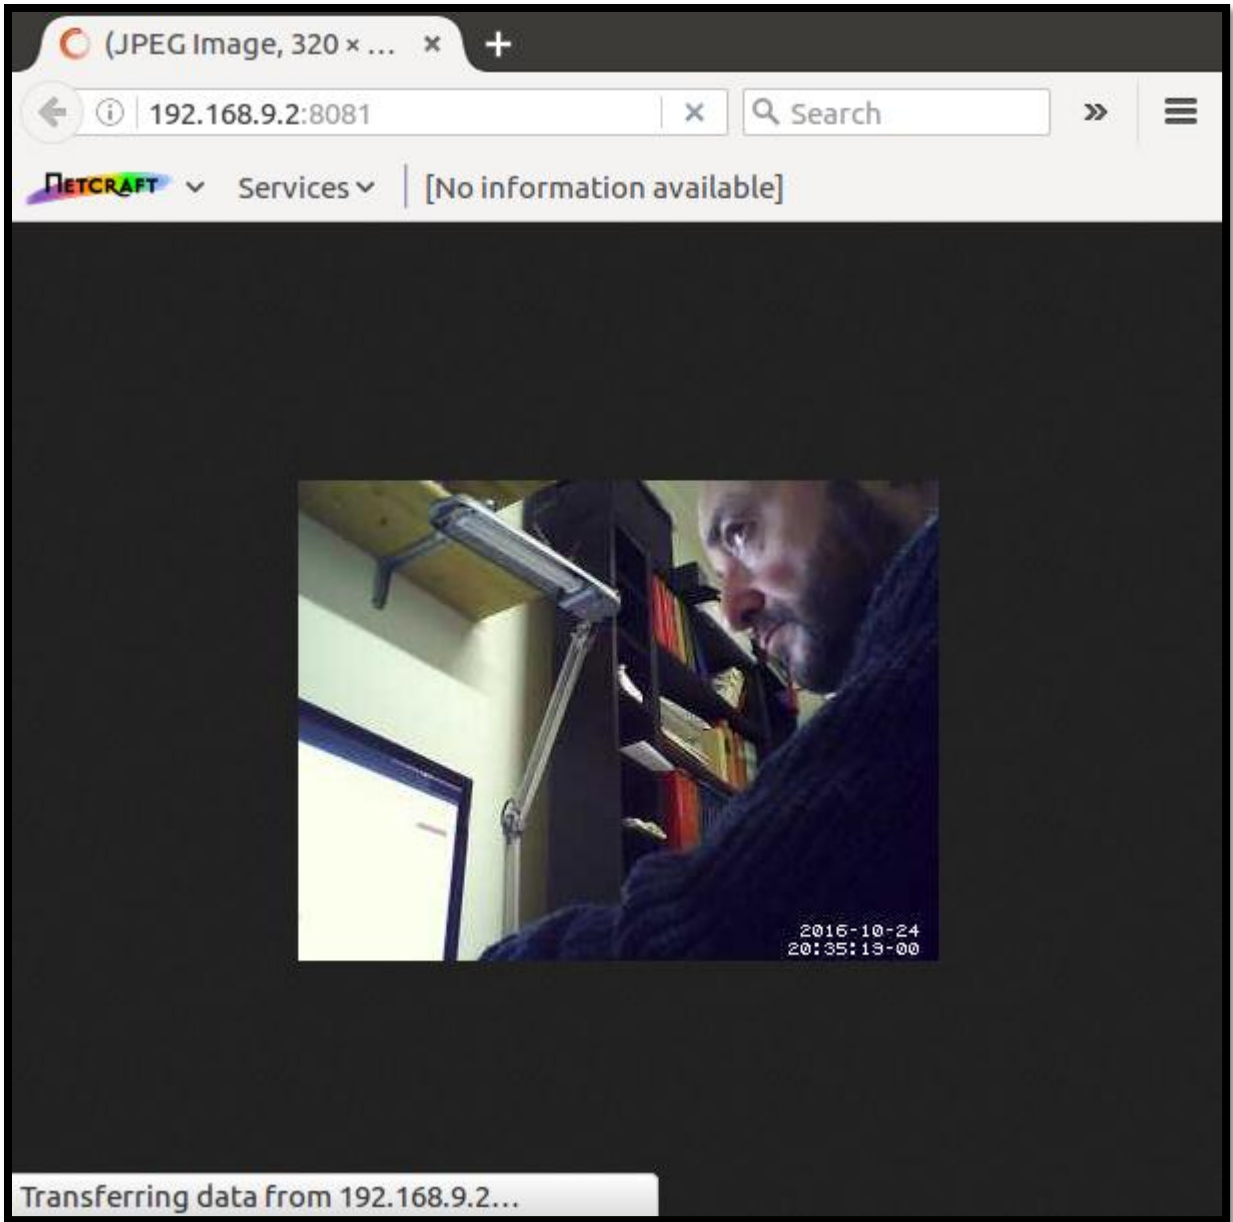 (JPEG Image, 320 × ...
192.168.9.2:8081
Search
NETCRAFT Services [No information available]
2016-10-24
20:35:19-00
Transferring data from 192.168.9.2...